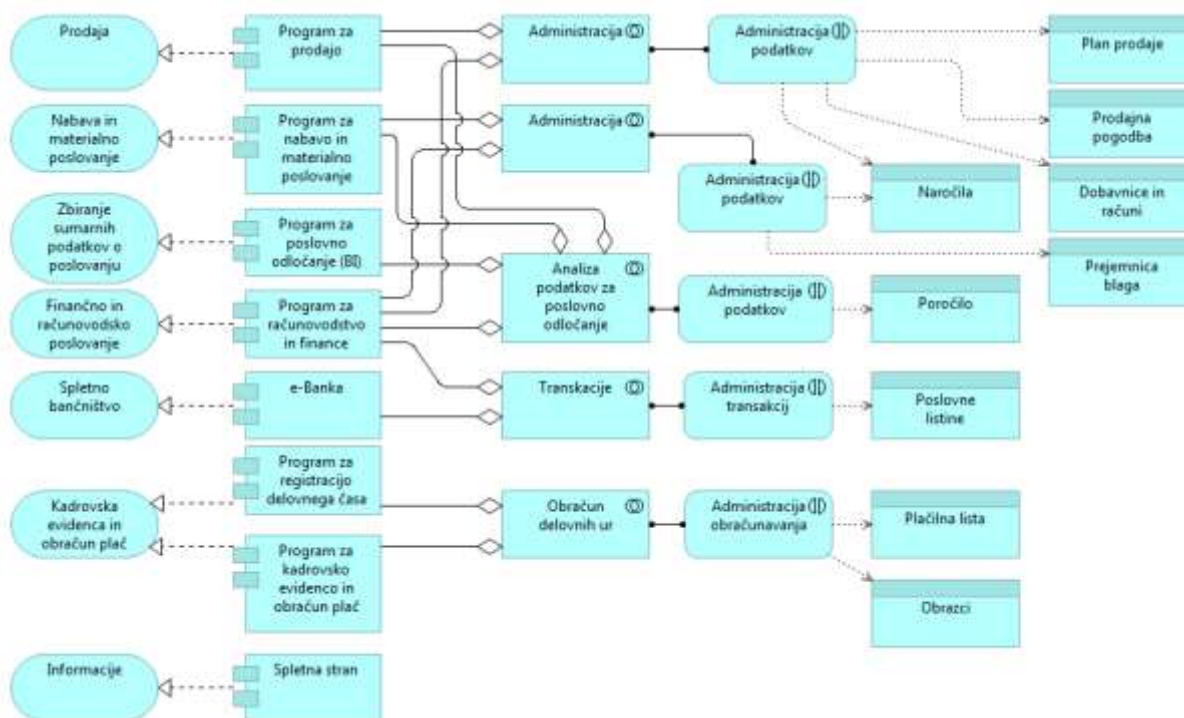 Prodaja
Program za
prodajo
Administracija
Administracija
podatkov
Plan prodaje
Prodajna
pogodba
Nabava in
materialno
poslovanje
Program za
nabavo in
materialno
poslovanje
Administracija
Administracija
podatkov
Naročila
Dobavnice in
računi
Prejemnica
blaga
Zbiranje
sumarnih
podatkov o
poslovanju
Program za
poslovno
odločanje (BI)
Analiza
podatkov za
poslovno
odločanje
Administracija
podatkov
Poročilo
Finančno in
računovodsko
poslovanje
Program za
računovodstvo
in finance
Spletno
bančništvo
e-Banka
Transkacije
Administracija
transakcij
Poslovne
listine
Kadrovska
evidenca in
obračun plač
Program za
registracijo
delovnega časa
Program za
kadrovsko
evidenco in
obračun plač
Obračun
delovnih ur
Administracija
obračunavanja
Plačilna lista
Obrazci
Informacije
Spletna stran